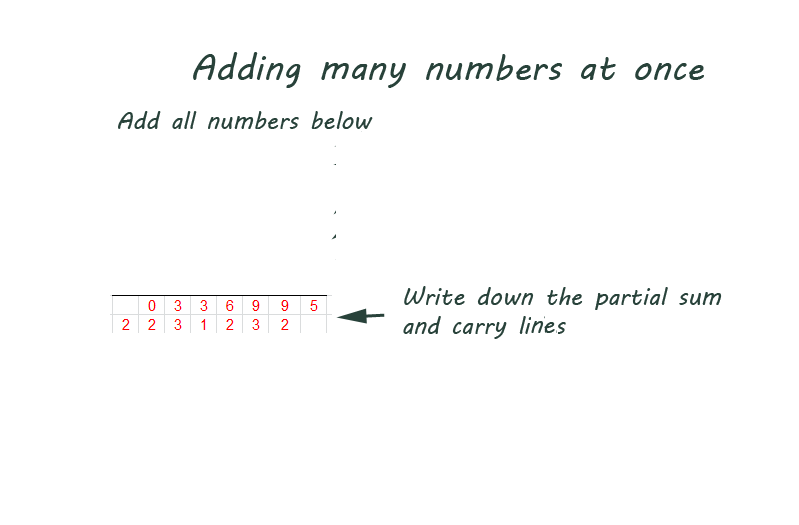 Adding many numbers at once
Add all numbers below
0 3 3 6 9 9 5
2 2 3 1 2 3 2
Write down the partial sum
and carry lines